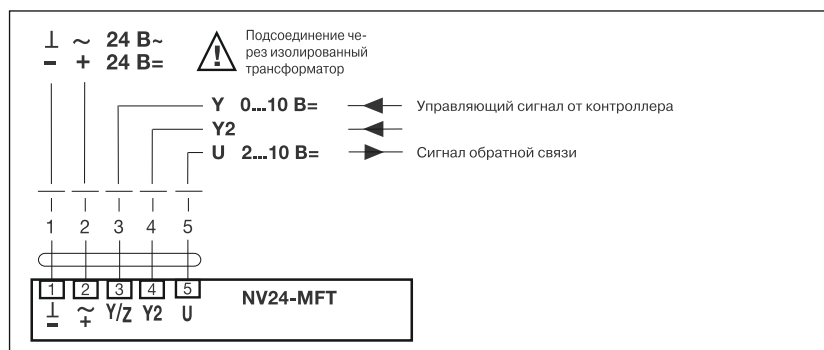 ⊥ ~ 24 В~
– + 24 В=
Подсоединение че-
рез изолированный
трансформатор
Y 0...10 В= Управляющий сигнал от контроллера
Y2
U 2...10 В= Сигнал обратной связи
1 2 3 4 5
1 2 3 4 5
NV24-MFT
⊥ ~ Y/Z Y2 U
– +